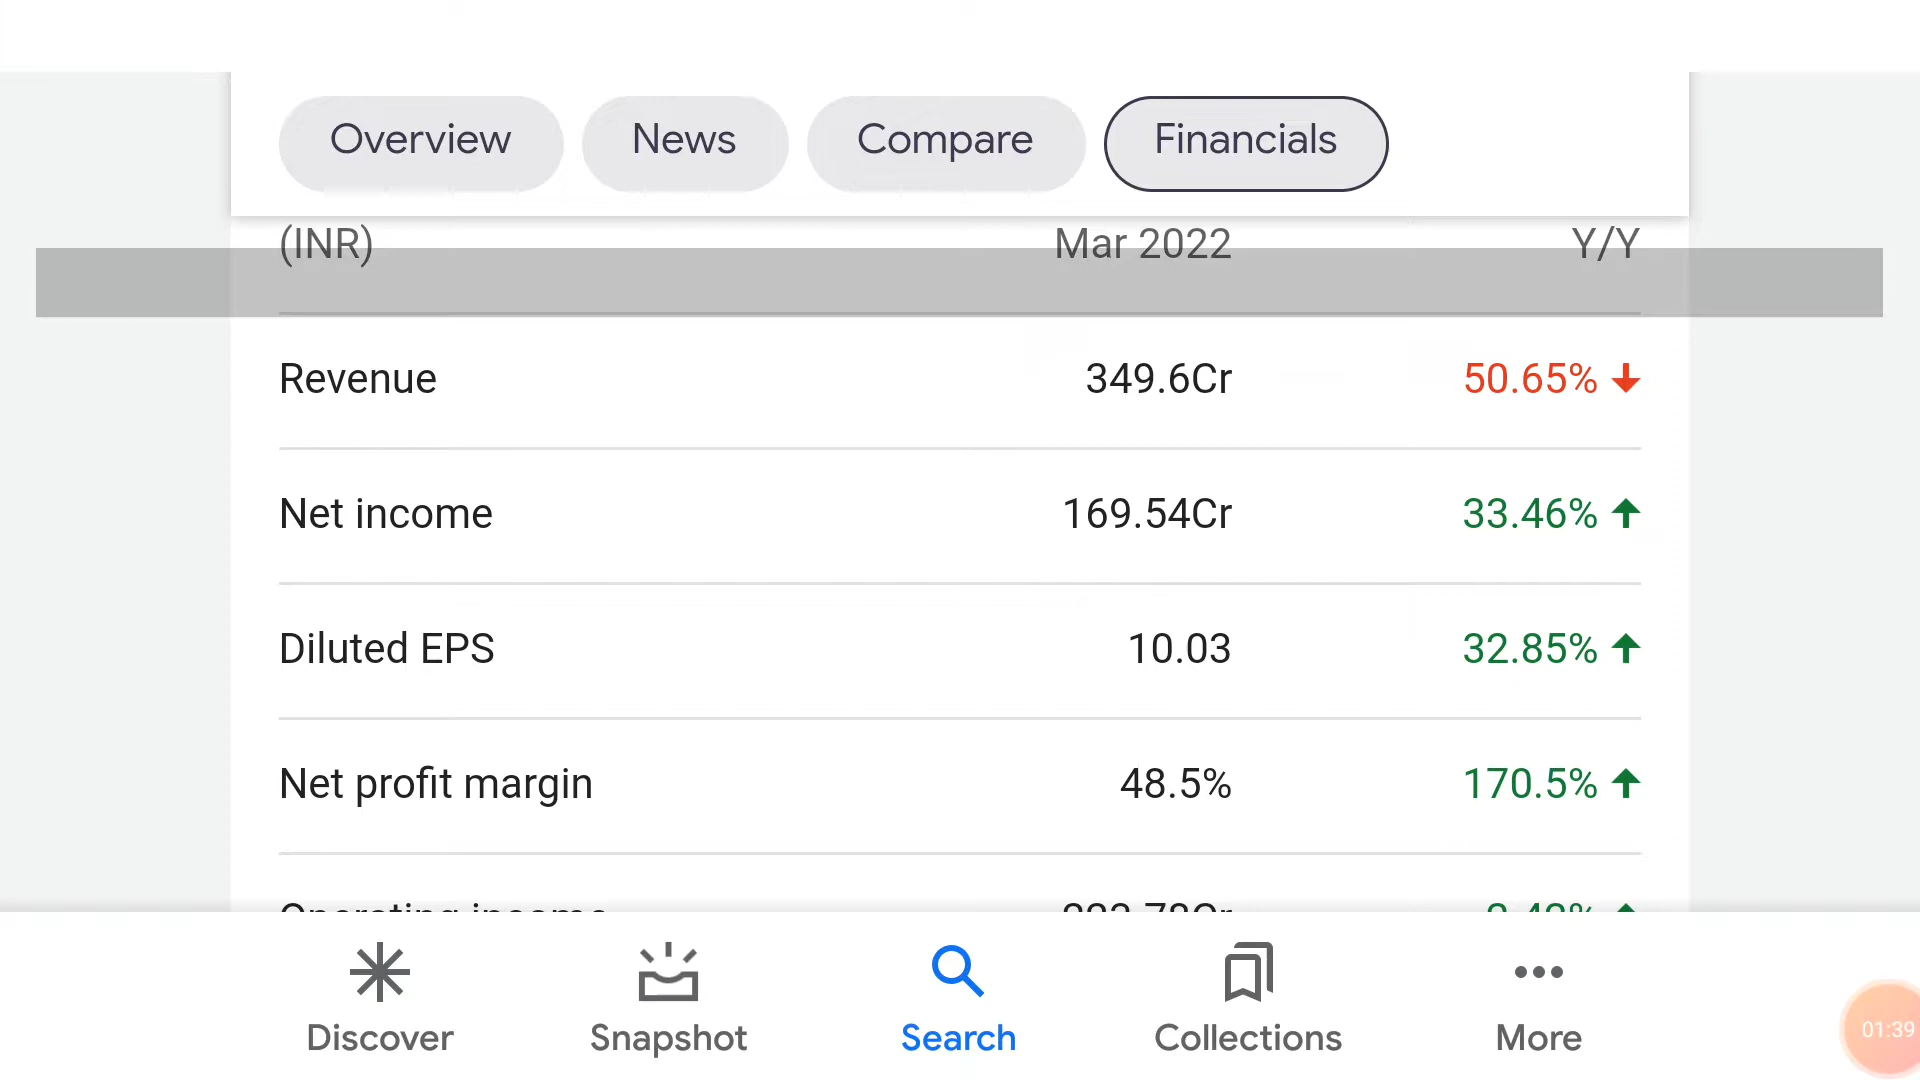 Overview News Compare Financials
(INR) Mar 2022 Y/Y
Revenue 349.6Cr 50.65%
Net income 169.54Cr 33.46%
Diluted EPS 10.03 32.85%
Net profit margin 48.5% 170.5%
Operating income
Discover Snapshot Search Collections More
01:39